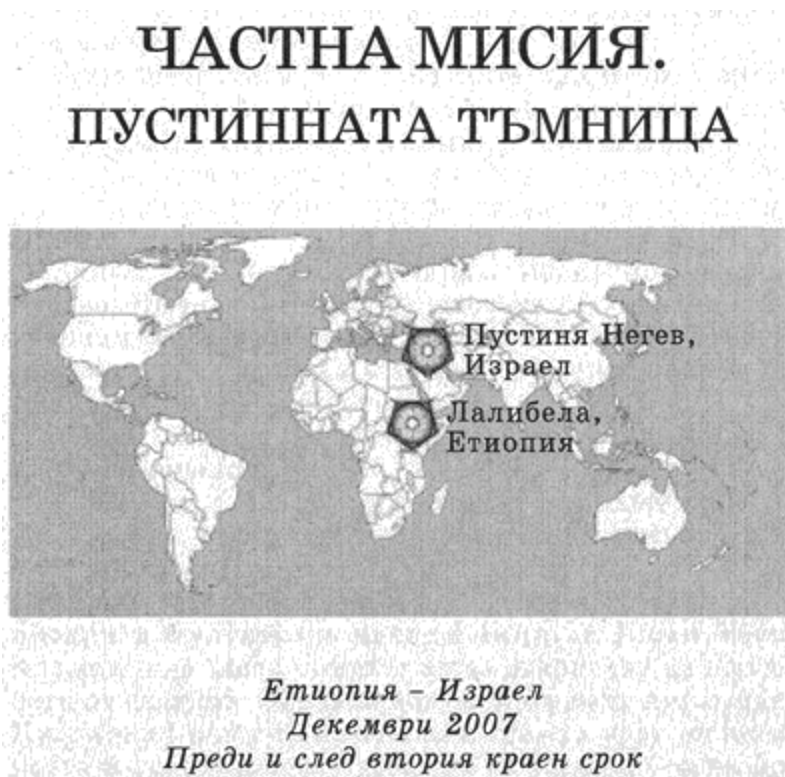 ЧАСТНА МИСИЯ.
ПУСТИННАТА ТЪМНИЦА
Пустиня Негев,
Израел
Лалибела,
Етиопия
Етиопия – Израел
Декември 2007
Преди и след втория краен срок